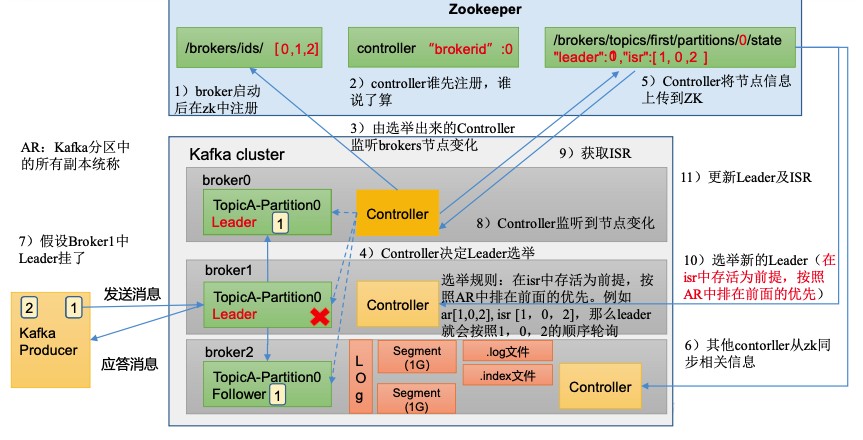 Zookeeper
/brokers/ids/ [0,1,2]
controller “brokerid”:0
/brokers/topics/first/partitions/0/state
"leader": ,"isr":[1, 0 ,2 ]
1）broker启动
后在zk中注册
2）controller谁先注册，谁
说了算
5）Controller将节点信息
上传到ZK
3）由选举出来的Controller
监听brokers节点变化
AR：Kafka分区中
的所有副本统称
Kafka cluster
9）获取ISR
11）更新Leader及ISR
broker0
TopicA-Partition0
Leader 1
Controller
8）Controller监听到节点变化
7）假设Broker1中
Leader挂了
4）Controller决定Leader选举
10）选举新的Leader（在
isr中存活为前提，按照
AR中排在前面的优先）
broker1
TopicA-Partition0
Leader
Controller
选举规则：在isr中存活为前提，按
照AR中排在前面的优先。例如
ar[1,0,2], isr [1，0，2]，那么leader
就会按照1，0，2的顺序轮询
2 1
Kafka
Producer
发送消息
应答消息
broker2
TopicA-Partition0
Follower 1
LOg
Segment
(1G)
Segment
(1G)
.log文件
.index文件
Controller
6）其他contorller从zk同
步相关信息